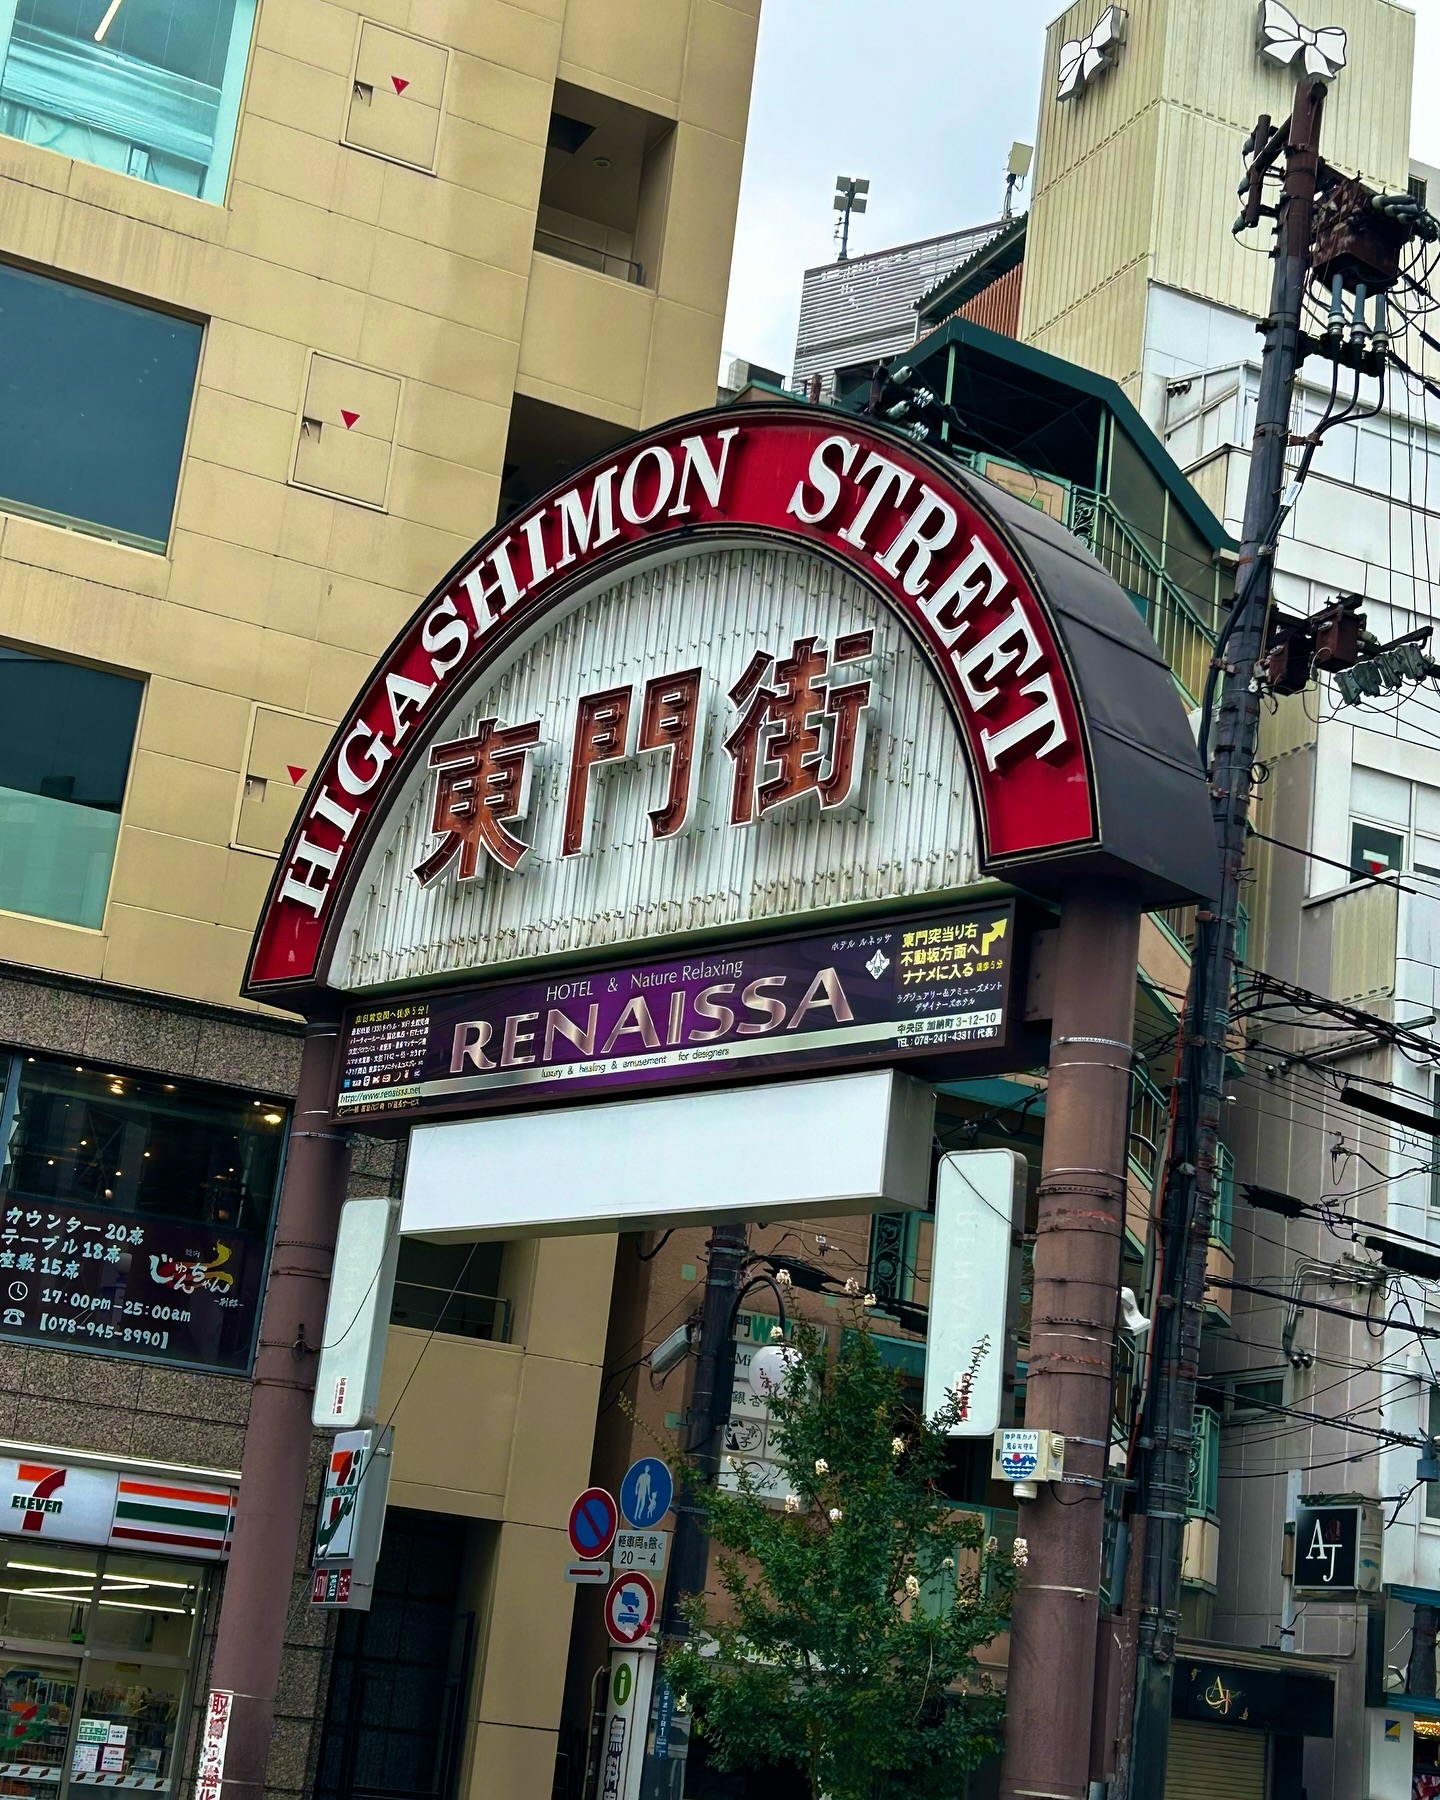 HIGASHIMON STREET
東門街
HOTEL & Nature Relaxing
RENAISSA
luxury & healing & amusement for designers
ホテル ルネッサ
東門突当り右
不動坂方面へ
ナナメに入る 徒歩5分
ラグジュアリー&アミューズメント
デザイナーズホテル
中央区 加納町 3-12-10
TEL: 078-241-4381 (代表)
http://www.renaissa.net
カウンター20席
テーブル18席
座敷15席
じゅんちゃん
17:00pm-25:00am
【078-945-8990】
7
ELEVEN
軽車両を除く
20-4
AJ
AJ
i
無料